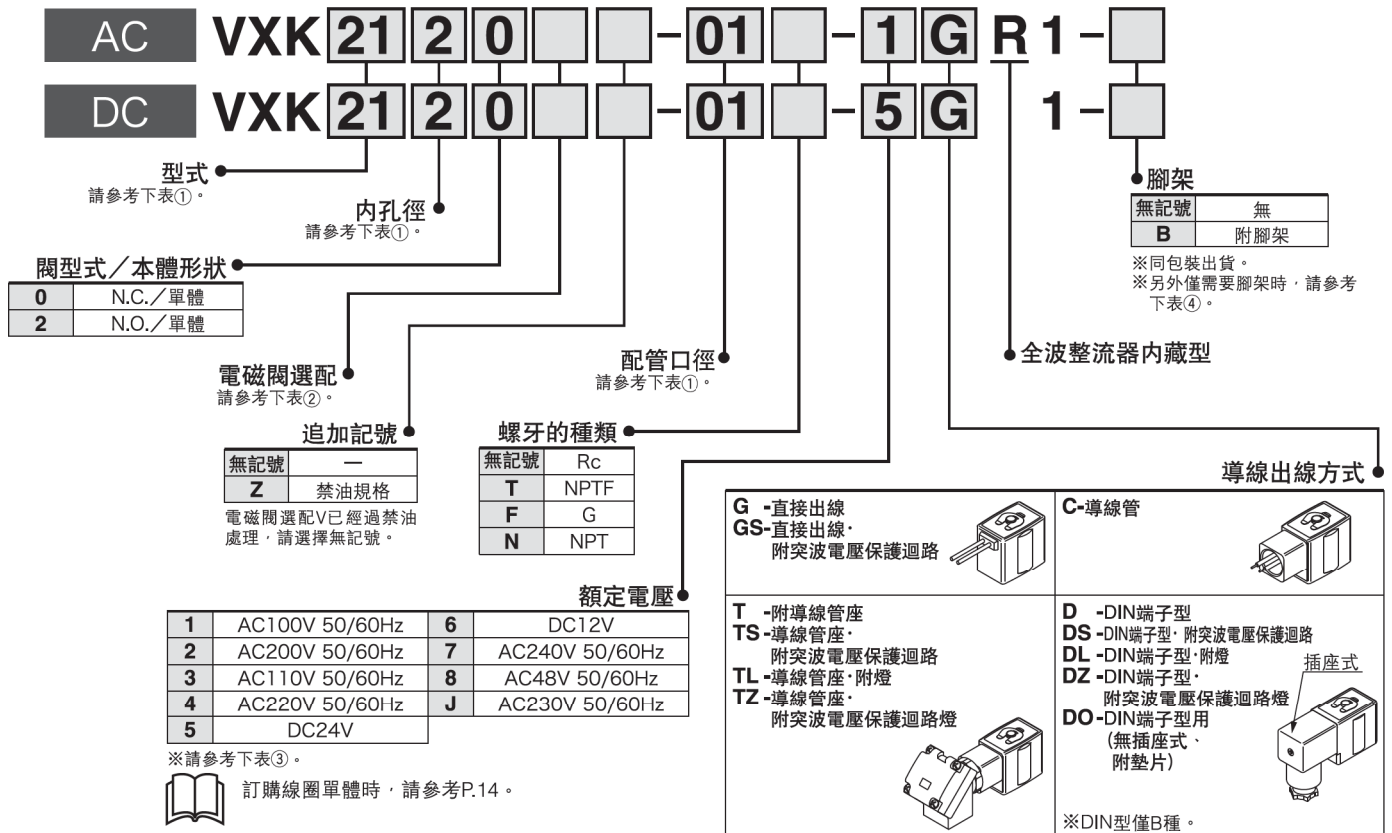 AC VXK 21 2 0 - 01 - 1 G R 1 -
DC VXK 21 2 0 - 01 - 5 G 1 -
型式
請參考下表①。
內孔徑
請參考下表①。
閥型式／本體形狀
0 N.C.／單體
2 N.O.／單體
電磁閥選配
請參考下表②。
追加記號
無記號 —
Z 禁油規格
電磁閥選配V已經過禁油
處理，請選擇無記號。
配管口徑
請參考下表①。
螺牙的種類
無記號 Rc
T NPTF
F G
N NPT
額定電壓
1 AC100V 50/60Hz 6 DC12V
2 AC200V 50/60Hz 7 AC240V 50/60Hz
3 AC110V 50/60Hz 8 AC48V 50/60Hz
4 AC220V 50/60Hz J AC230V 50/60Hz
5 DC24V
※請參考下表③。
訂購線圈單體時，請參考P.14。
腳架
無記號 無
B 附腳架
※同包裝出貨。
※另外僅需要腳架時，請參考
下表④。
全波整流器內藏型
導線出線方式
G -直接出線
GS-直接出線·
附突波電壓保護迴路
C-導線管
T -附導線管座
TS-導線管座·
附突波電壓保護迴路
TL-導線管座·附燈
TZ-導線管座·
附突波電壓保護迴路燈
D -DIN端子型
DS-DIN端子型·附突波電壓保護迴路
DL-DIN端子型·附燈
DZ-DIN端子型·
附突波電壓保護迴路燈
DO-DIN端子型用
(無插座式、
附墊片)
插座式
※DIN型僅B種。